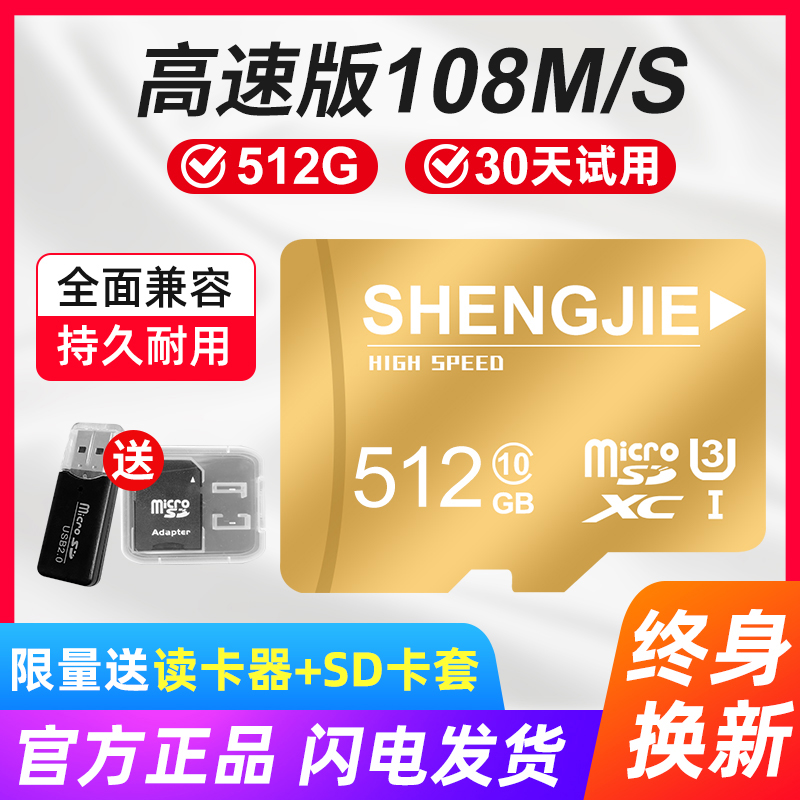 高速版108M/S
512G
30天试用
全面兼容
持久耐用
SHENGJIE
HIGH SPEED
512
10
GB
Micro
SD
XC
U3
I
送
Micro SD
USB2.0
Micro
SD
Adapter
限量送读卡器+SD卡套
官方正品 闪电发货
终身
换新